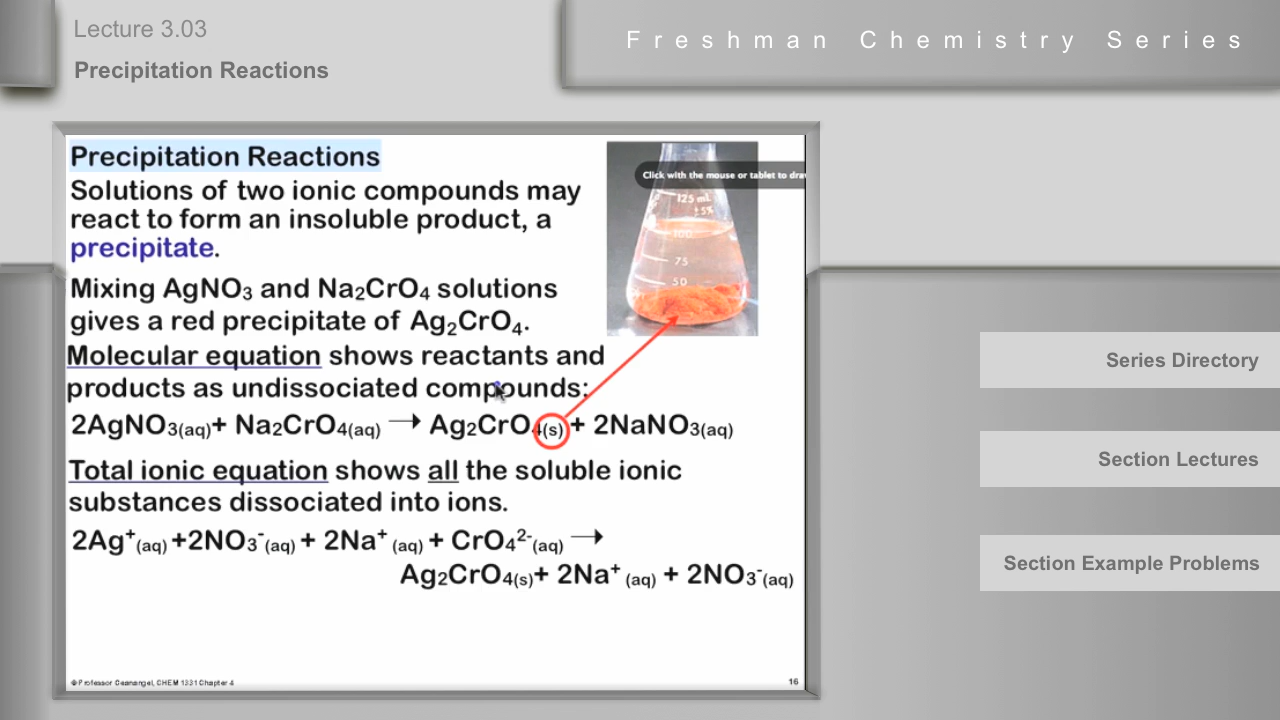 Lecture 3.03
Precipitation Reactions
Freshman Chemistry Series
Precipitation Reactions
Solutions of two ionic compounds may
react to form an insoluble product, a
precipitate.
Click with the mouse or tablet to dra
125 mL
±5%
100
75
50
Mixing AgNO₃ and Na₂CrO₄ solutions
gives a red precipitate of Ag₂CrO₄.
Molecular equation shows reactants and
products as undissociated compounds:
2AgNO₃(aq)+ Na₂CrO₄(aq) → Ag₂CrO₄(s)+ 2NaNO₃(aq)
Total ionic equation shows all the soluble ionic
substances dissociated into ions.
2Ag⁺(aq) +2NO₃⁻(aq) + 2Na⁺ (aq) + CrO₄²⁻(aq) →
Ag₂CrO₄(s)+ 2Na⁺ (aq) + 2NO₃⁻(aq)
© Professor Geanangel, CHEM 1331 Chapter 4
16
Series Directory
Section Lectures
Section Example Problems